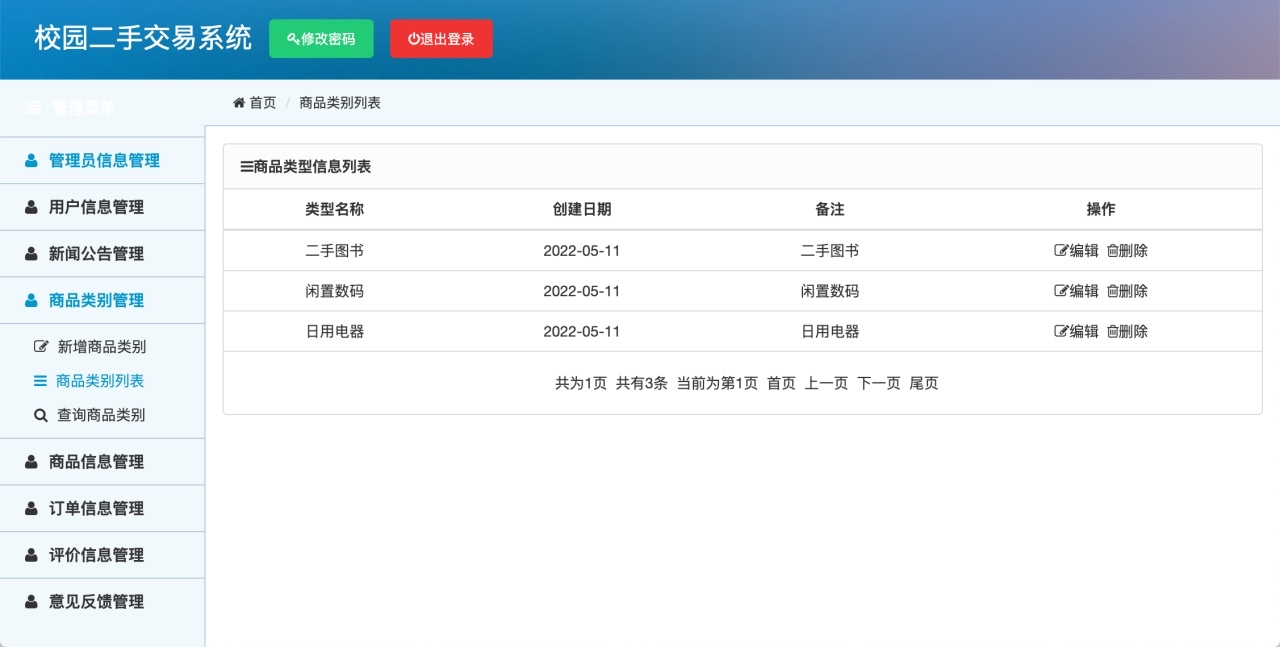 校园二手交易系统 修改密码 退出登录
管理菜单
首页 / 商品类别列表
管理员信息管理
用户信息管理
新闻公告管理
商品类别管理
新增商品类别
商品类别列表
查询商品类别
商品信息管理
订单信息管理
评价信息管理
意见反馈管理
商品类型信息列表
类型名称 创建日期 备注 操作
二手图书 2022-05-11 二手图书 编辑 删除
闲置数码 2022-05-11 闲置数码 编辑 删除
日用电器 2022-05-11 日用电器 编辑 删除
共为1页 共有3条 当前为第1页 首页 上一页 下一页 尾页